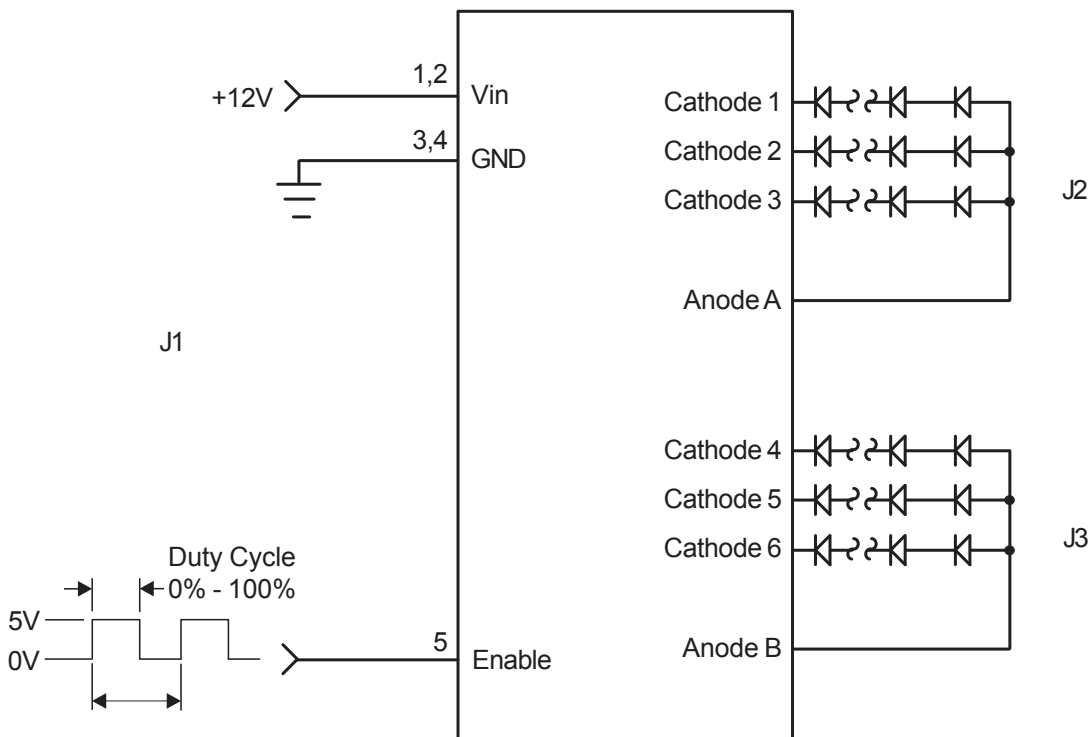 +12V
1,2
Vin
3,4
GND
J1
Duty Cycle
0% - 100%
5V
0V
5
Enable
Cathode 1
Cathode 2
Cathode 3
Anode A
J2
Cathode 4
Cathode 5
Cathode 6
Anode B
J3